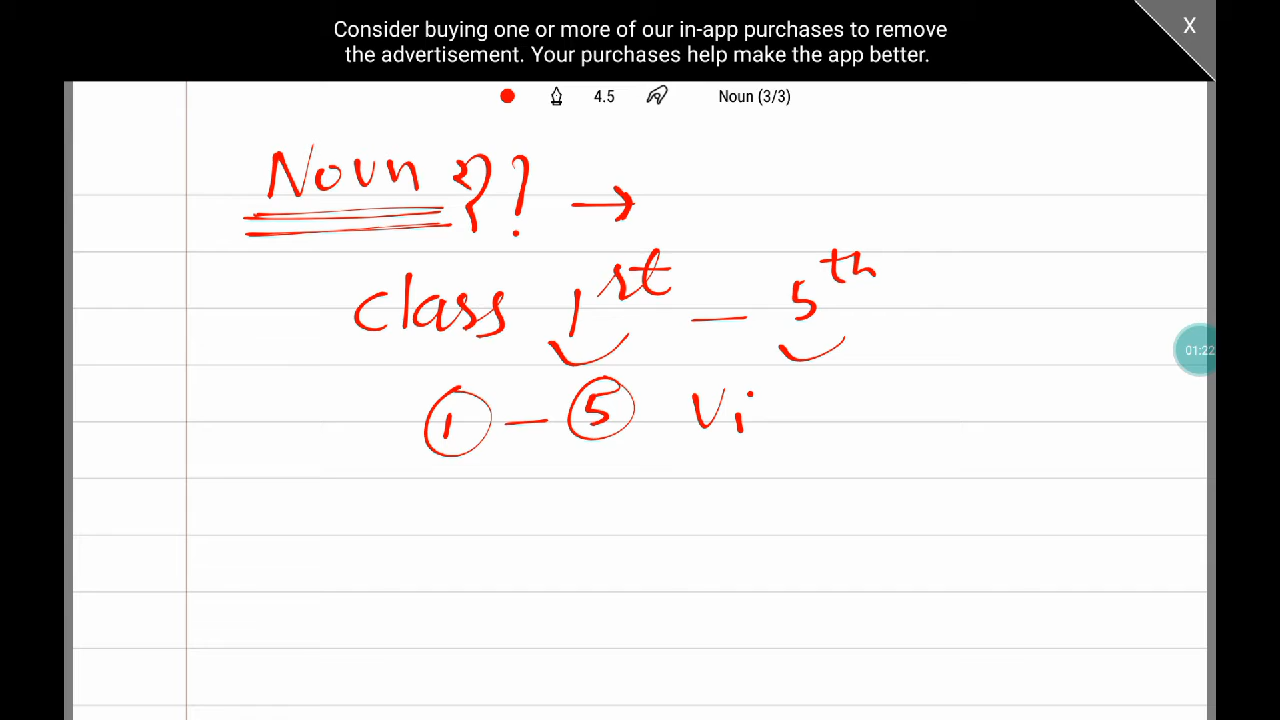 Consider buying one or more of our in-app purchases to remove
the advertisement. Your purchases help make the app better.
X
4.5 Noun (3/3)
Noun ?? →
class 1st – 5th
01:22
1 – 5 Vi